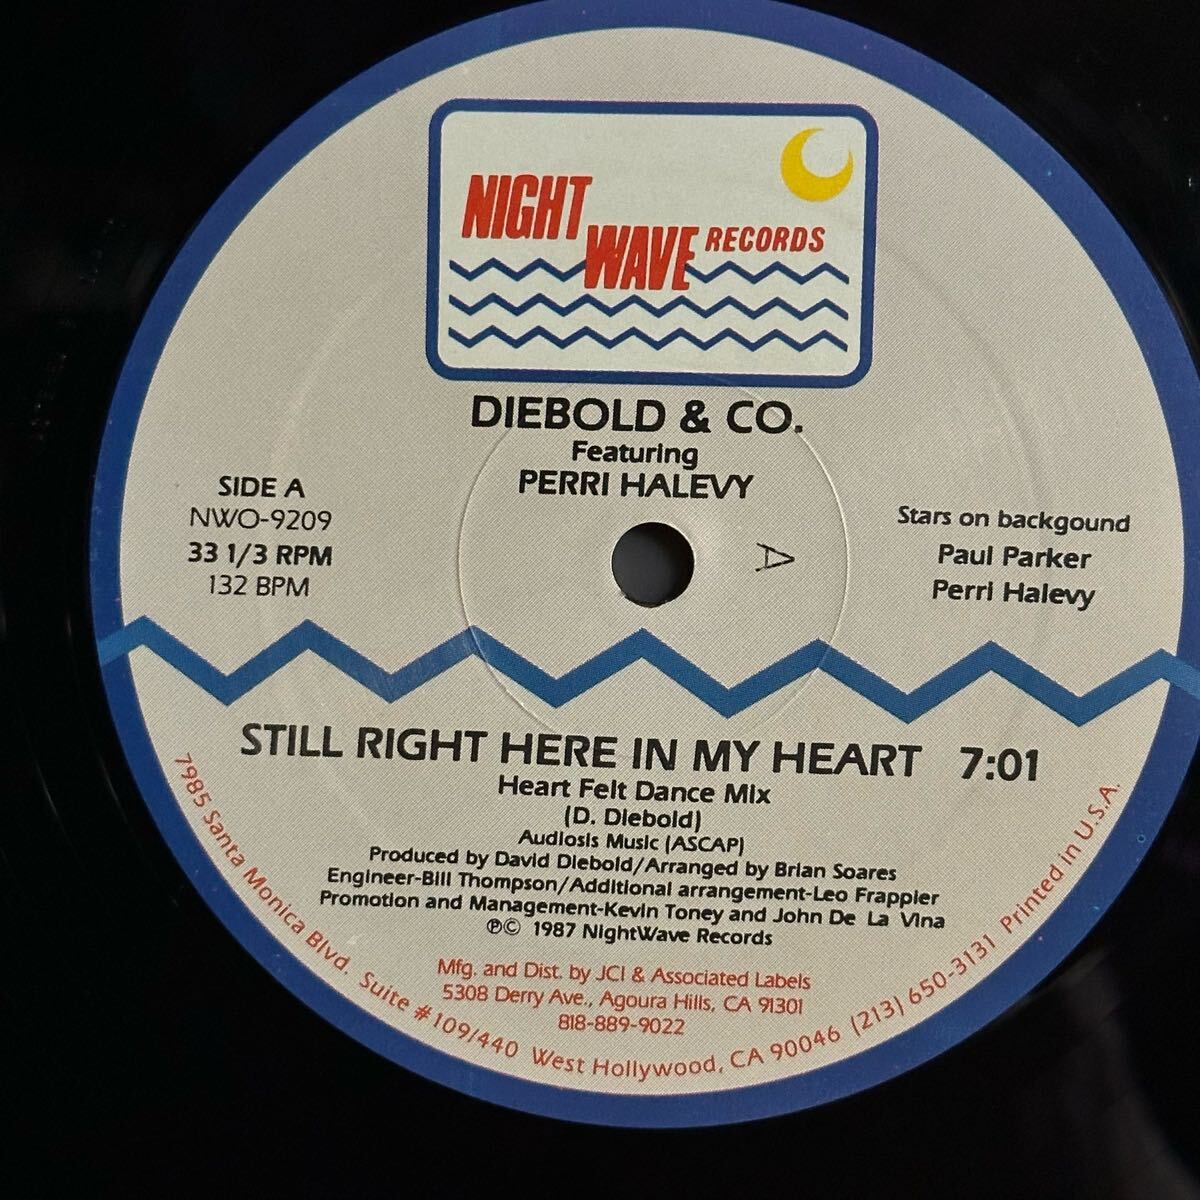 NIGHT
WAVE RECORDS
DIEBOLD & CO.
Featuring
PERRI HALEVY
SIDE A
NWO-9209
33 1/3 RPM
132 BPM
A
Stars on backgound
Paul Parker
Perri Halevy
STILL RIGHT HERE IN MY HEART 7:01
Heart Felt Dance Mix
(D. Diebold)
Audiosis Music (ASCAP)
Produced by David Diebold/Arranged by Brian Soares
Engineer-Bill Thompson/Additional arrangement-Leo Frappier
Promotion and Management-Kevin Toney and John De La Vina
℗© 1987 NightWave Records
Mfg. and Dist. by JCI & Associated Labels
5308 Derry Ave., Agoura Hills, CA 91301
818-889-9022
7985 Santa Monica Blvd. Suite #109/440 West Hollywood, CA 90046 (213) 650-3131 Printed in U.S.A.